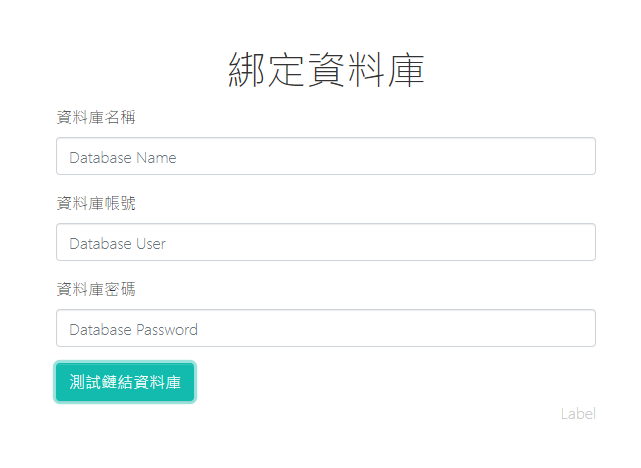 綁定資料庫
資料庫名稱
Database Name
資料庫帳號
Database User
資料庫密碼
Database Password
測試鏈結資料庫
Label